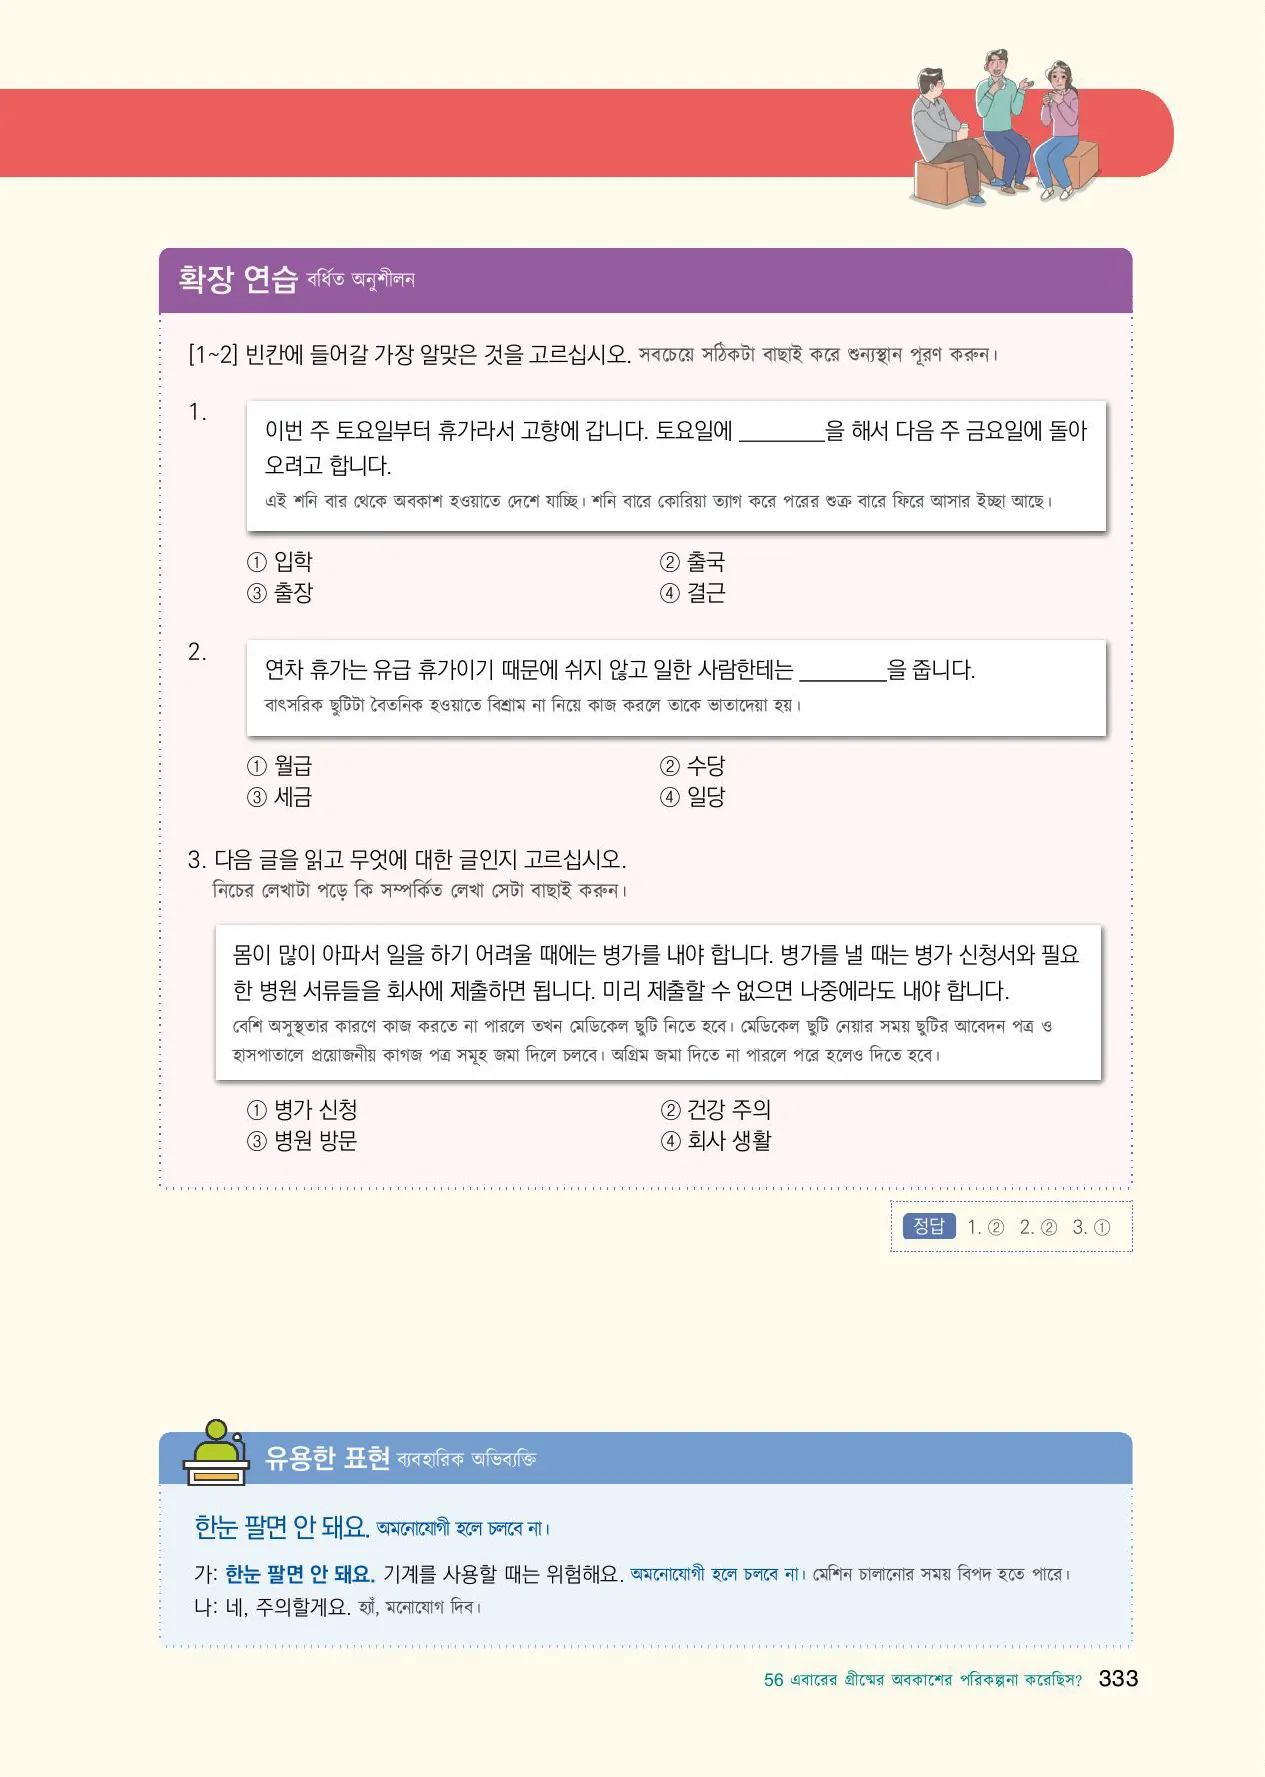 확장 연습 বর্ধিত অনুশীলন
[1~2] 빈칸에 들어갈 가장 알맞은 것을 고르십시오. সবচেয়ে সঠিকটা বাছাই করে শুন্যস্থান পূরণ করুন।
1.
이번 주 토요일부터 휴가라서 고향에 갑니다. 토요일에 ________을 해서 다음 주 금요일에 돌아
오려고 합니다.
এই শনি বার থেকে অবকাশ হওয়াতে দেশে যাচ্ছি। শনি বারে কোরিয়া ত্যাগ করে পরের শুক্র বারে ফিরে আসার ইচ্ছা আছে।
① 입학 ② 출국
③ 출장 ④ 결근
2.
연차 휴가는 유급 휴가이기 때문에 쉬지 않고 일한 사람한테는 ________을 줍니다.
বাৎসরিক ছুটিটা বৈতনিক হওয়াতে বিশ্রাম না নিয়ে কাজ করলে তাকে ভাতাদেয়া হয়।
① 월급 ② 수당
③ 세금 ④ 일당
3. 다음 글을 읽고 무엇에 대한 글인지 고르십시오.
নিচের লেখাটা পড়ে কি সম্পর্কিত লেখা সেটা বাছাই করুন।
몸이 많이 아파서 일을 하기 어려울 때에는 병가를 내야 합니다. 병가를 낼 때는 병가 신청서와 필요
한 병원 서류들을 회사에 제출하면 됩니다. 미리 제출할 수 없으면 나중에라도 내야 합니다.
বেশি অসুস্থতার কারণে কাজ করতে না পারলে তখন মেডিকেল ছুটি নিতে হবে। মেডিকেল ছুটি নেয়ার সময় ছুটির আবেদন পত্র ও
হাসপাতালে প্রয়োজনীয় কাগজ পত্র সমূহ জমা দিলে চলবে। অগ্রিম জমা দিতে না পারলে পরে হলেও দিতে হবে।
① 병가 신청 ② 건강 주의
③ 병원 방문 ④ 회사 생활
정답 1. ② 2. ② 3. ①
유용한 표현 ব্যবহারিক অভিব্যক্তি
한눈 팔면 안 돼요. অমনোযোগী হলে চলবে না।
가: 한눈 팔면 안 돼요. 기계를 사용할 때는 위험해요. অমনোযোগী হলে চলবে না। মেশিন চালানোর সময় বিপদ হতে পারে।
나: 네, 주의할게요. হ্যাঁ, মনোযোগ দিব।
56 এবারের গ্রীষ্মের অবকাশের পরিকল্পনা করেছিস? 333